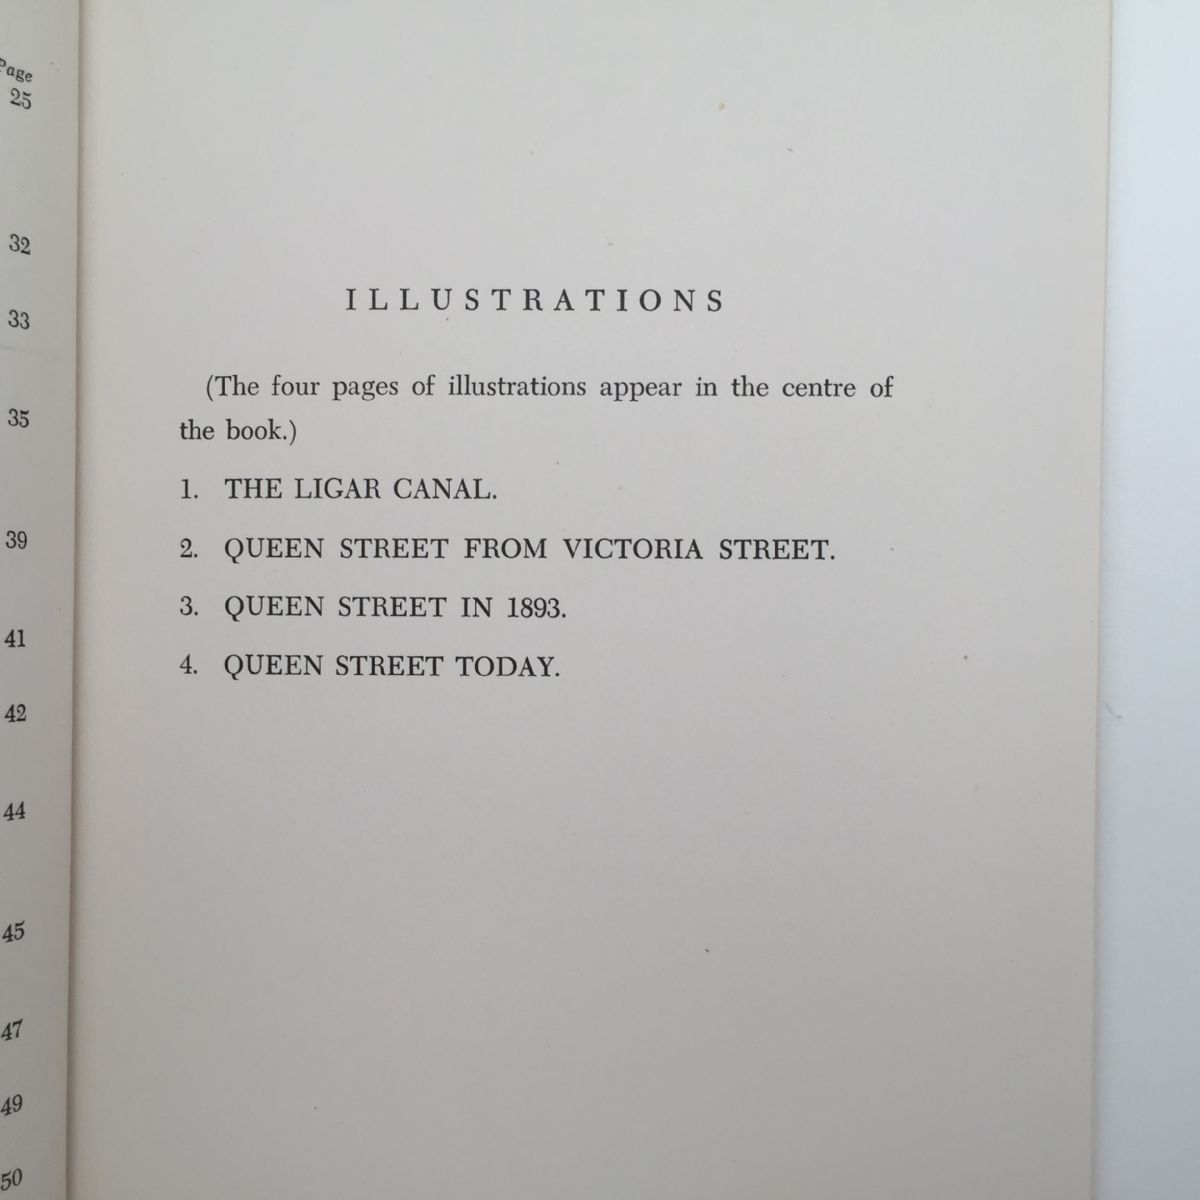 Page
25
32
33
35
39
41
42
44
45
47
49
50
ILLUSTRATIONS
(The four pages of illustrations appear in the centre of
the book.)
1. THE LIGAR CANAL.
2. QUEEN STREET FROM VICTORIA STREET.
3. QUEEN STREET IN 1893.
4. QUEEN STREET TODAY.